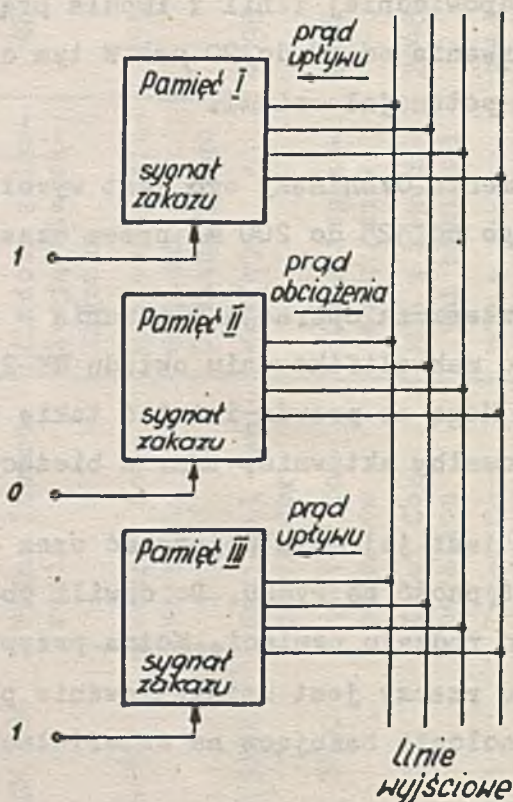 prąd
upływu
Pamięć I
sygnał
zakazu
1
prąd
obciążenia
Pamięć II
sygnał
zakazu
0
prąd
upływu
Pamięć III
sygnał
zakazu
1
linie
wyjściowe